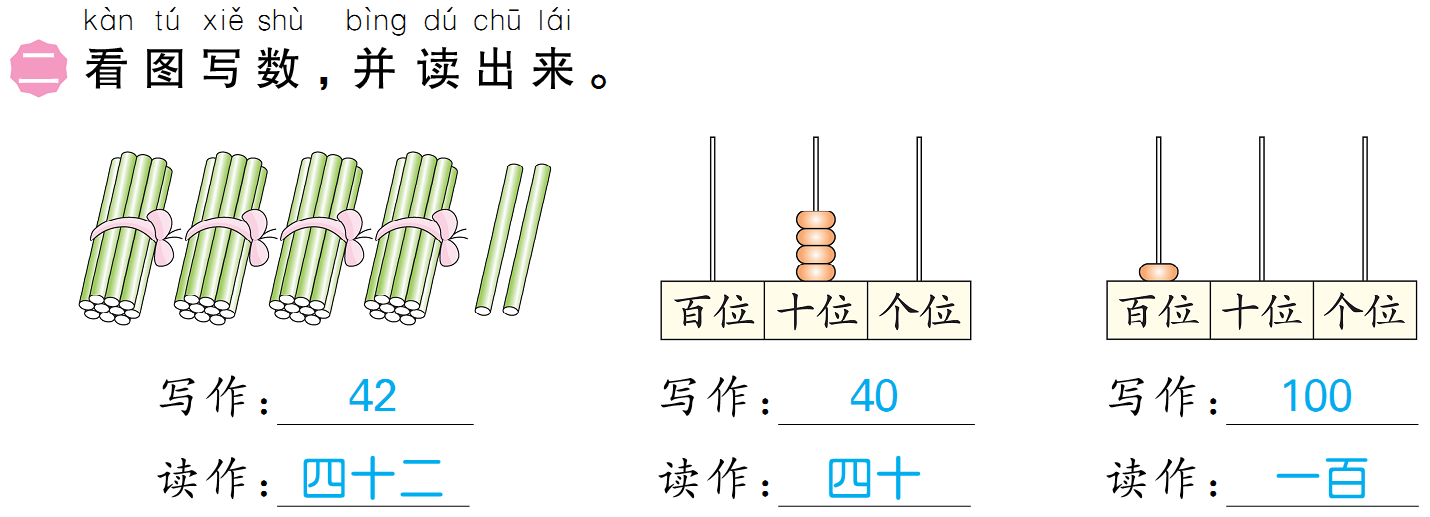 kàn tú xiě shù bìng dú chū lái
二 看图写数，并读出来。
百位 十位 个位 百位 十位 个位
写作：42 写作：40 写作：100
读作：四十二 读作：四十 读作：一百